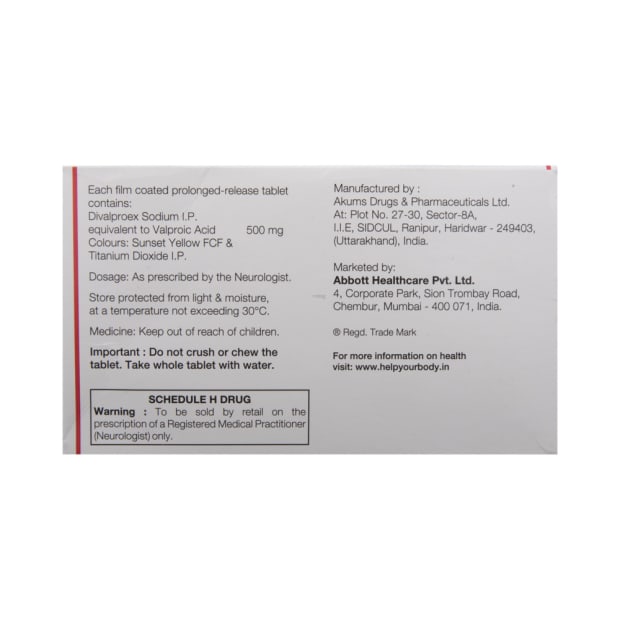 Each film coated prolonged-release tablet
contains:
Divalproex Sodium I.P.
equivalent to Valproic Acid 500 mg
Colours: Sunset Yellow FCF &
Titanium Dioxide I.P.
Dosage: As prescribed by the Neurologist.
Store protected from light & moisture,
at a temperature not exceeding 30°C.
Medicine: Keep out of reach of children.
Important : Do not crush or chew the
tablet. Take whole tablet with water.
SCHEDULE H DRUG
Warning : To be sold by retail on the
prescription of a Registered Medical Practitioner
(Neurologist) only.
Manufactured by :
Akums Drugs & Pharmaceuticals Ltd.
At: Plot No. 27-30, Sector-8A,
I.I.E, SIDCUL, Ranipur, Haridwar - 249403,
(Uttarakhand), India.
Marketed by:
Abbott Healthcare Pvt. Ltd.
4, Corporate Park, Sion Trombay Road,
Chembur, Mumbai - 400 071, India.
® Regd. Trade Mark
For more information on health
visit: www.helpyourbody.in